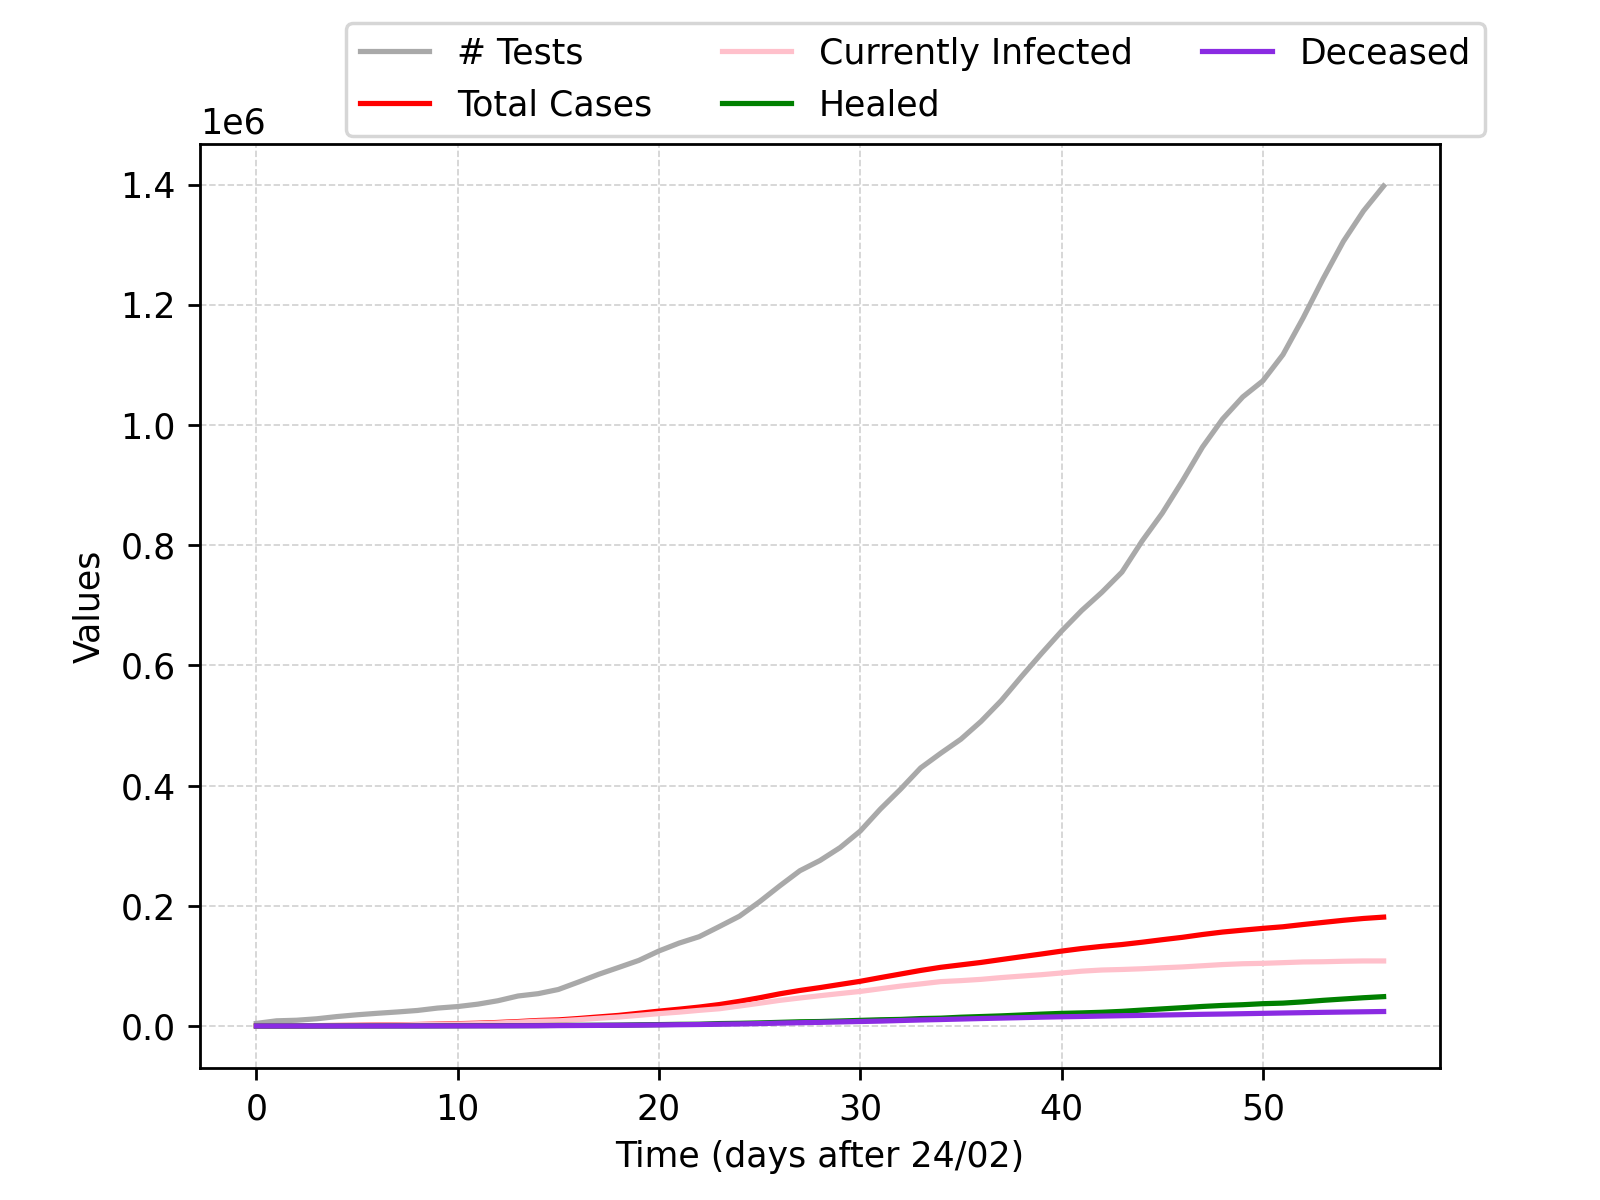 # Tests Currently Infected Deceased
Total Cases Healed
1e6
1.4
1.2
1.0
0.8
0.6
0.4
0.2
0.0
Values
0 10 20 30 40 50
Time (days after 24/02)